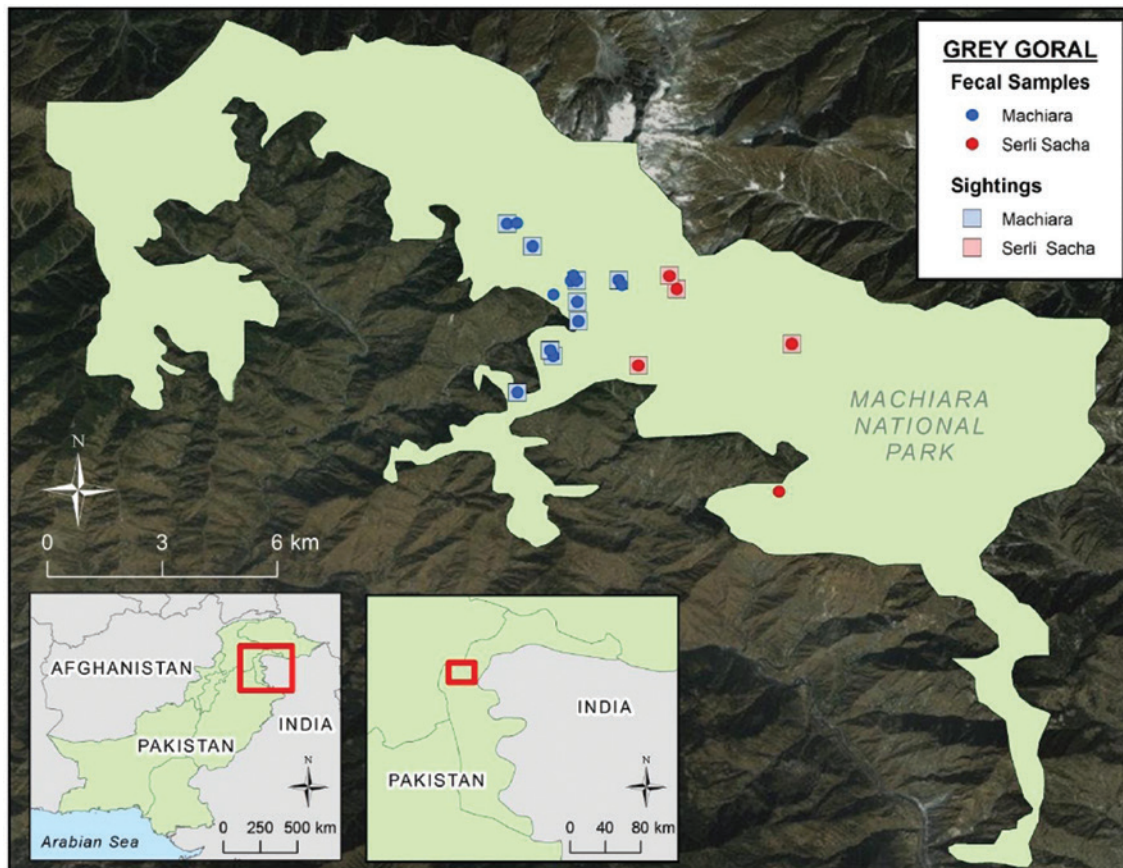 GREY GORAL
Fecal Samples
Machiara
Serli Sacha
Sightings
Machiara
Serli Sacha
MACHIARA
NATIONAL
PARK
N
0 3 6 km
AFGHANISTAN
INDIA
PAKISTAN
N
0 250 500 km
Arabian Sea
INDIA
PAKISTAN
N
0 40 80 km